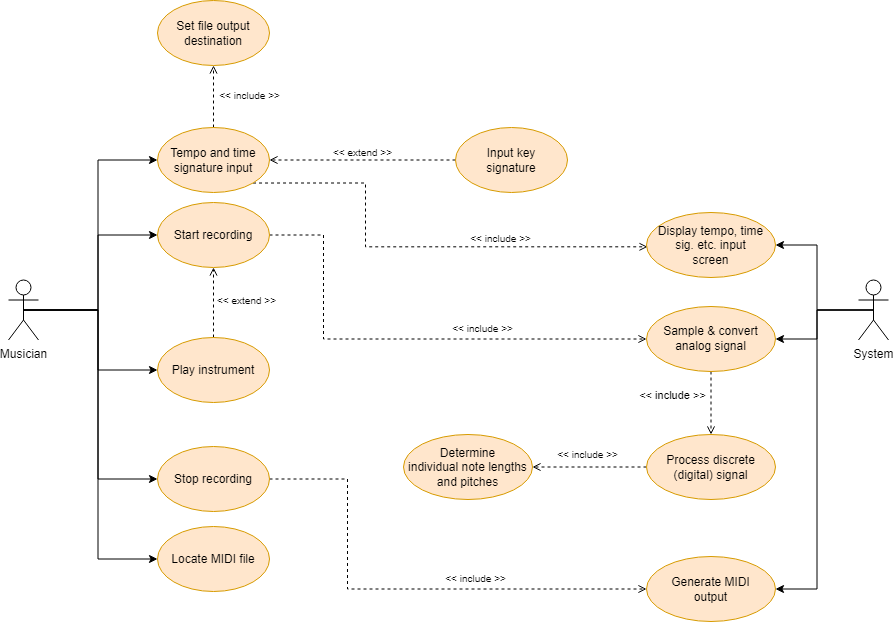 Set file output
destination
<< include >>
Tempo and time
signature input
<< extend >>
Input key
signature
Start recording
<< include >>
Display tempo, time
sig. etc. input
screen
<< extend >>
<< include >>
Sample & convert
analog signal
Musician
System
Play instrument
<< include >>
Determine
individual note lengths
and pitches
<< include >>
Process discrete
(digital) signal
Stop recording
Locate MIDI file
<< include >>
Generate MIDI
output